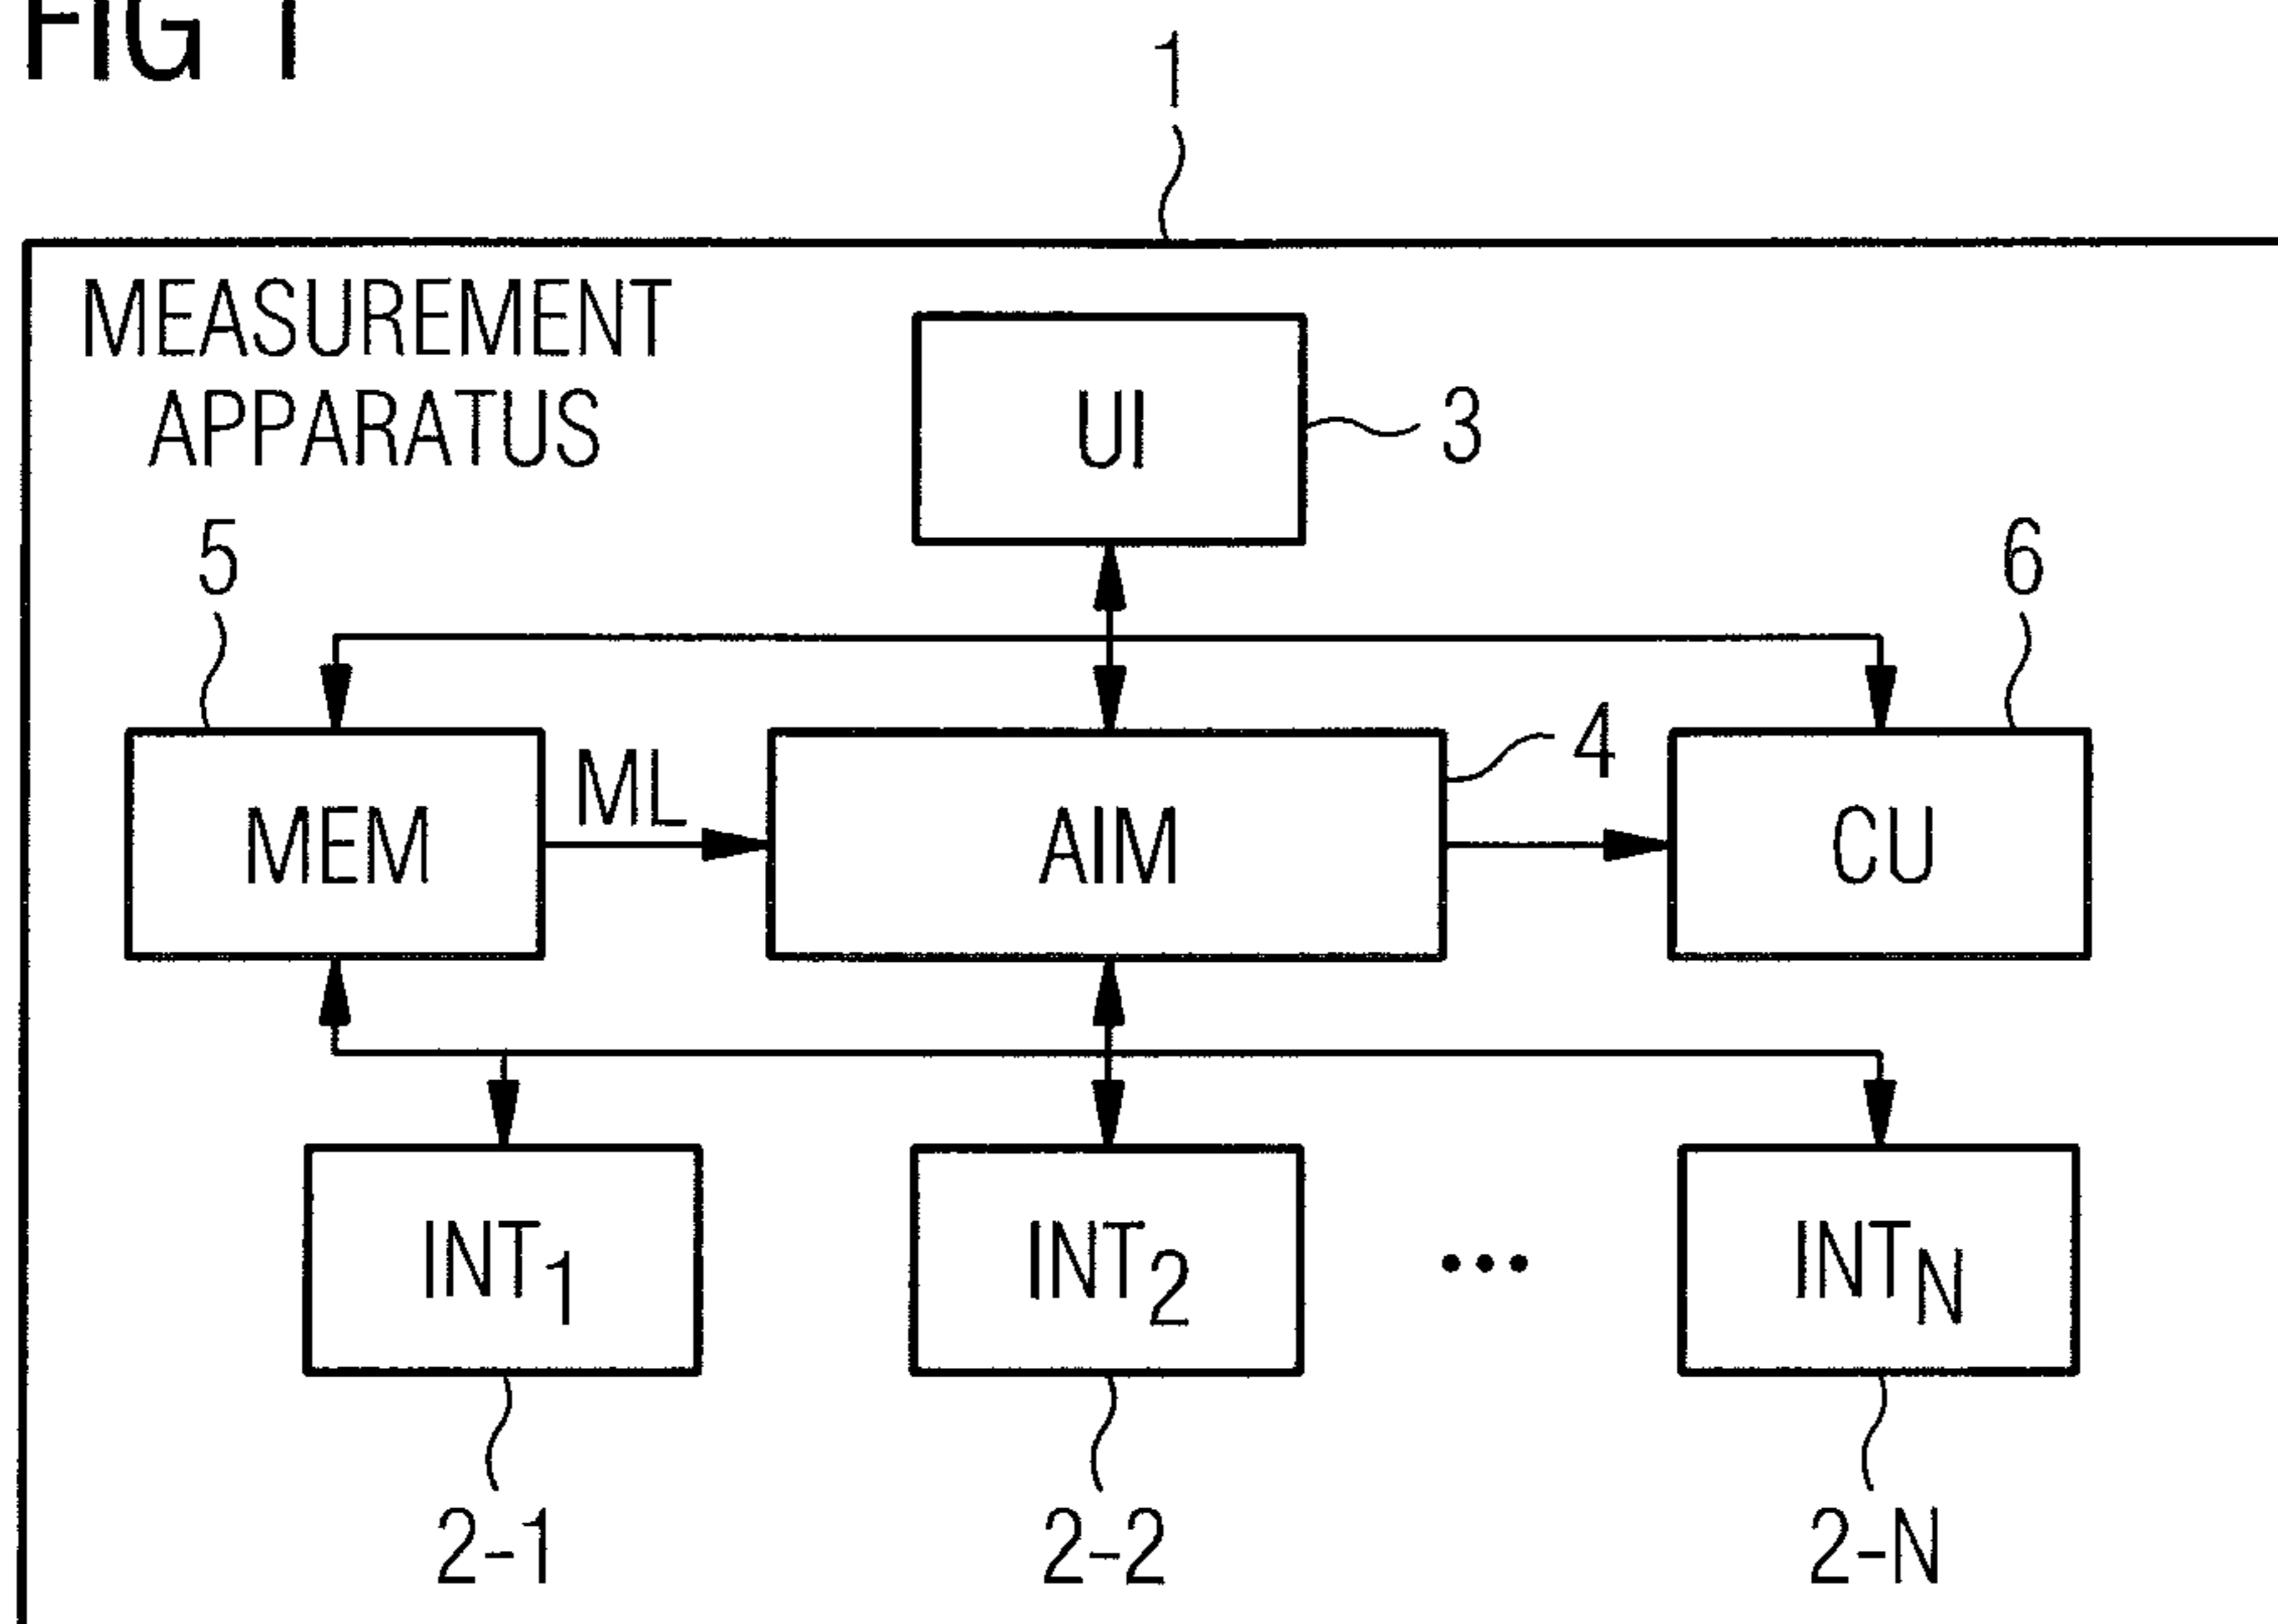 FIG 1
1
MEASUREMENT
APPARATUS
UI
3
5
6
ML
4
MEM
AIM
CU
INT1
INT2
...
INTN
2-1
2-2
2-N